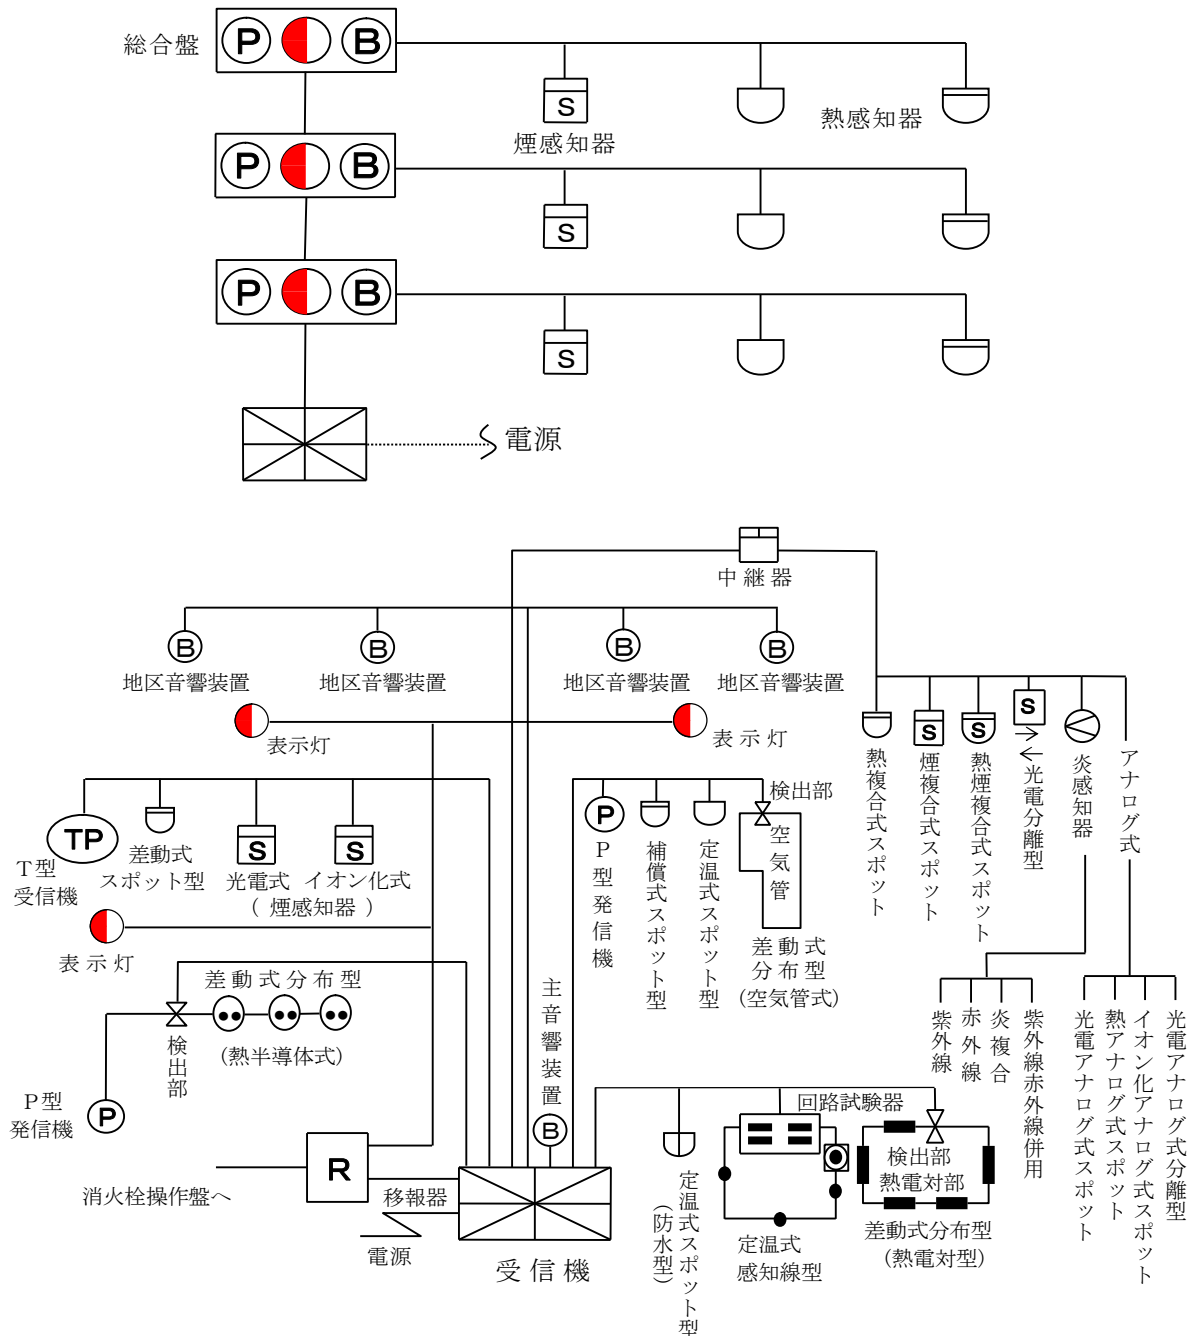 総合盤
P B
S
煙感知器
熱感知器
P B
S
P B
S
電源
中継器
B
B
B
B
地区音響装置
地区音響装置
地区音響装置
地区音響装置
表示灯
表示灯
熱複合式スポット
S
煙複合式スポット
S
熱煙複合式スポット
S
光電分離型
炎感知器
アナログ式
TP
T型
受信機
差動式
スポット型
S
光電式
S
イオン化式
(煙感知器)
表示灯
P
P型発信機
補償式スポット型
定温式スポット型
検出部
空気管
差動式
分布型
(空気管式)
差動式分布型
(熱半導体式)
検出部
P型
発信機
P
主音響装置
B
紫外線
赤外線
炎複合
紫外線赤外線併用
光電アナログ式スポット
熱アナログ式スポット
イオン化アナログ式スポット
光電アナログ式分離型
R
消火栓操作盤へ
移報器
電源
受信機
定温式スポット型
(防水型)
回路試験器
定温式
感知線型
検出部
熱電対部
差動式分布型
(熱電対型)